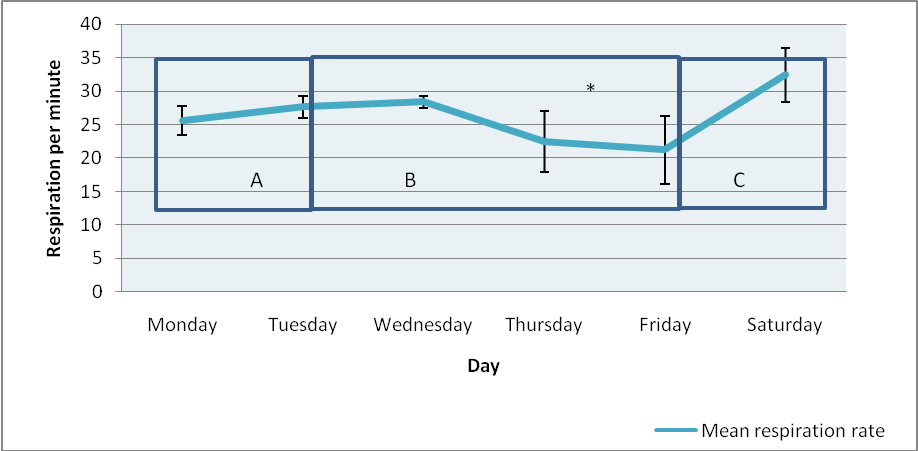 40
35
30
25
20
15
10
5
0
Respiration per minute
*
A B C
Monday Tuesday Wednesday Thursday Friday Saturday
Day
Mean respiration rate